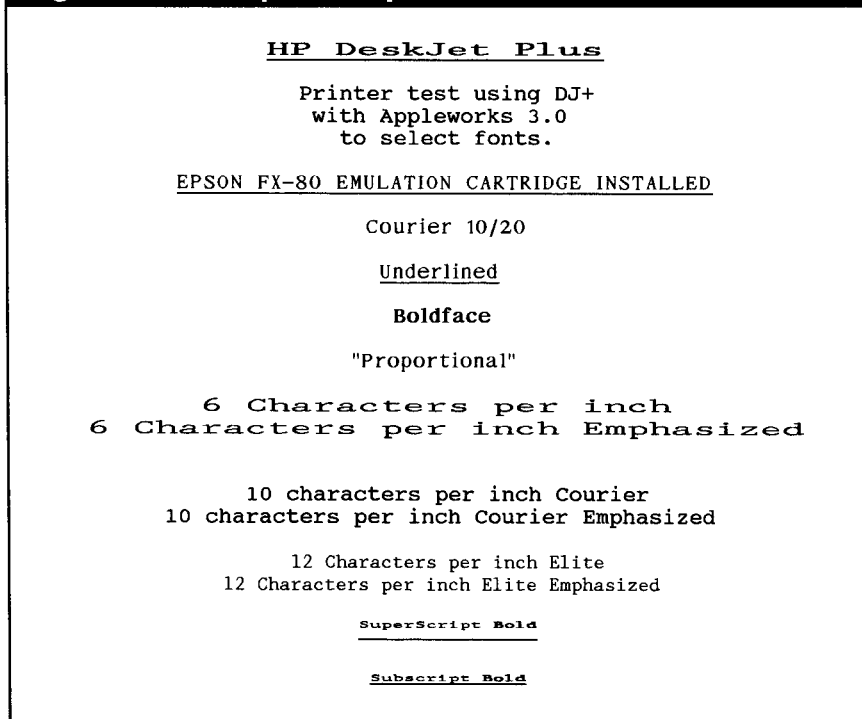 HP DeskJet Plus
Printer test using DJ+
with Appleworks 3.0
to select fonts.
EPSON FX-80 EMULATION CARTRIDGE INSTALLED
Courier 10/20
Underlined
Boldface
"Proportional"
6 Characters per inch
6 Characters per inch Emphasized
10 characters per inch Courier
10 characters per inch Courier Emphasized
12 Characters per inch Elite
12 Characters per inch Elite Emphasized
SuperScript Bold
Subscript Bold